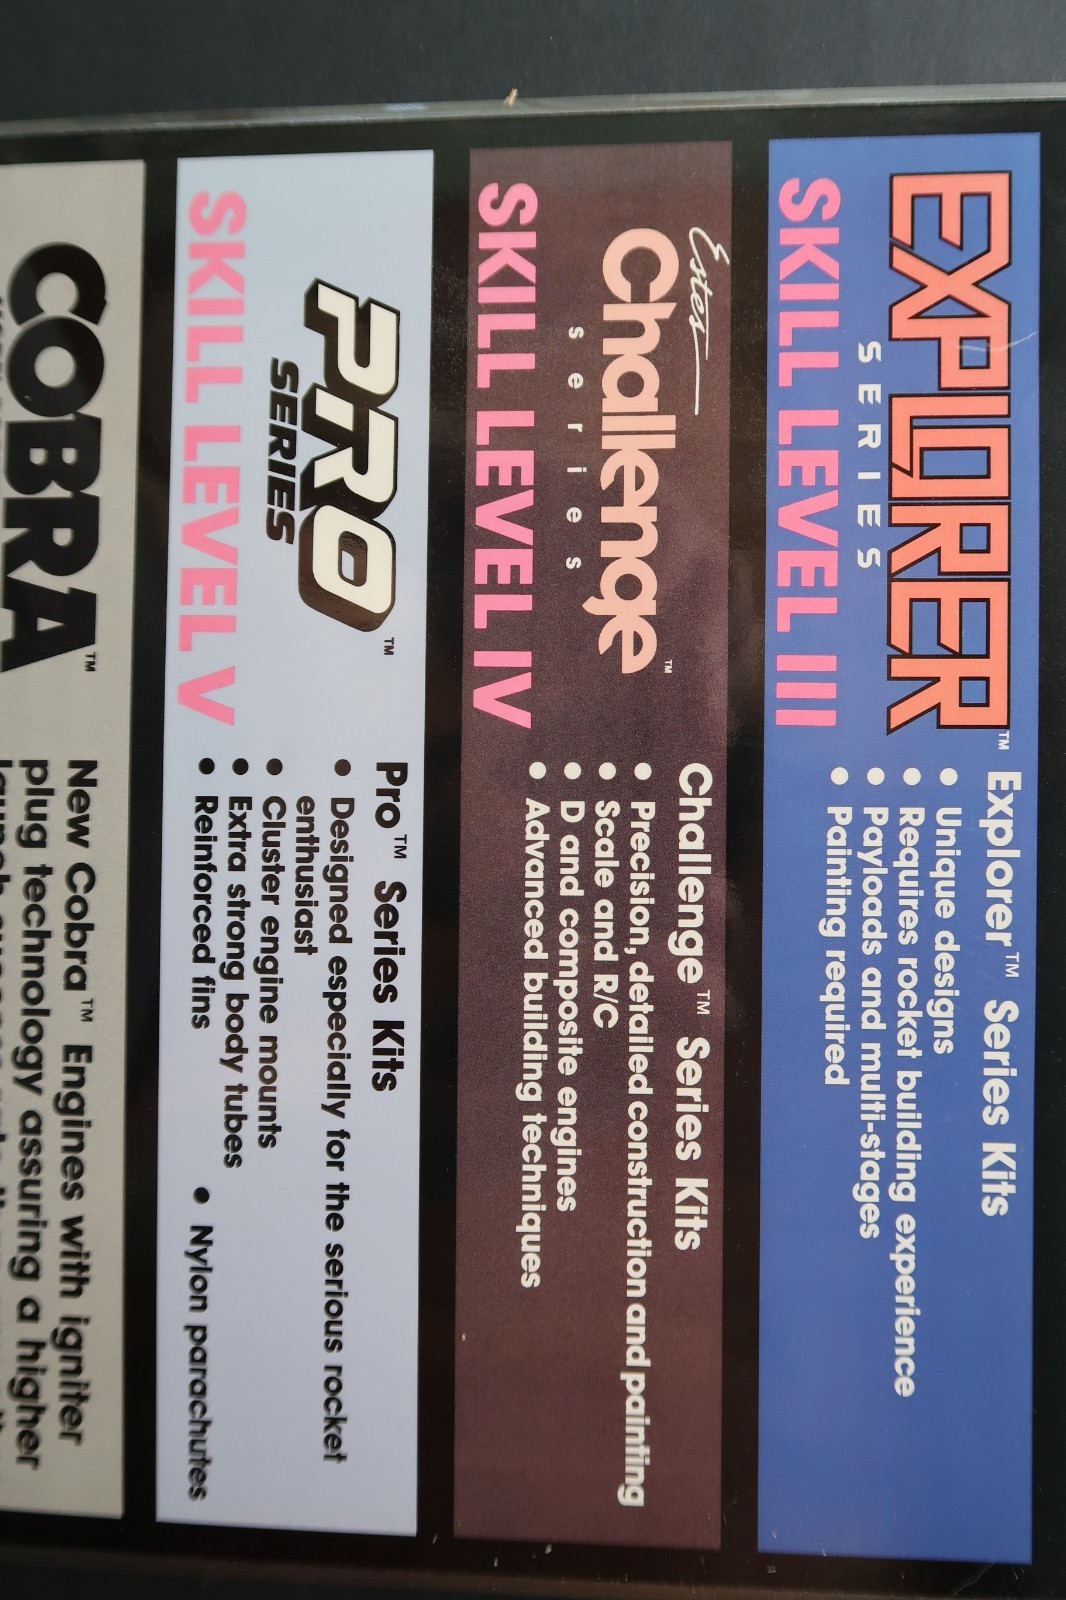 EXPLORER™
SERIES
SKILL LEVEL III
Explorer™ Series Kits
• Unique designs
• Requires rocket building experience
• Payloads and multi-stages
• Painting required
Estes
Challenge™
series
SKILL LEVEL IV
Challenge™ Series Kits
• Precision, detailed construction and painting
• Scale and R/C
• D and composite engines
• Advanced building techniques
PRO™
SERIES
SKILL LEVEL V
Pro™ Series Kits
• Designed especially for the serious rocket
enthusiast
• Cluster engine mounts
• Extra strong body tubes
• Reinforced fins • Nylon parachutes
COBRA™
New Cobra™ Engines with igniter
plug technology assuring a higher